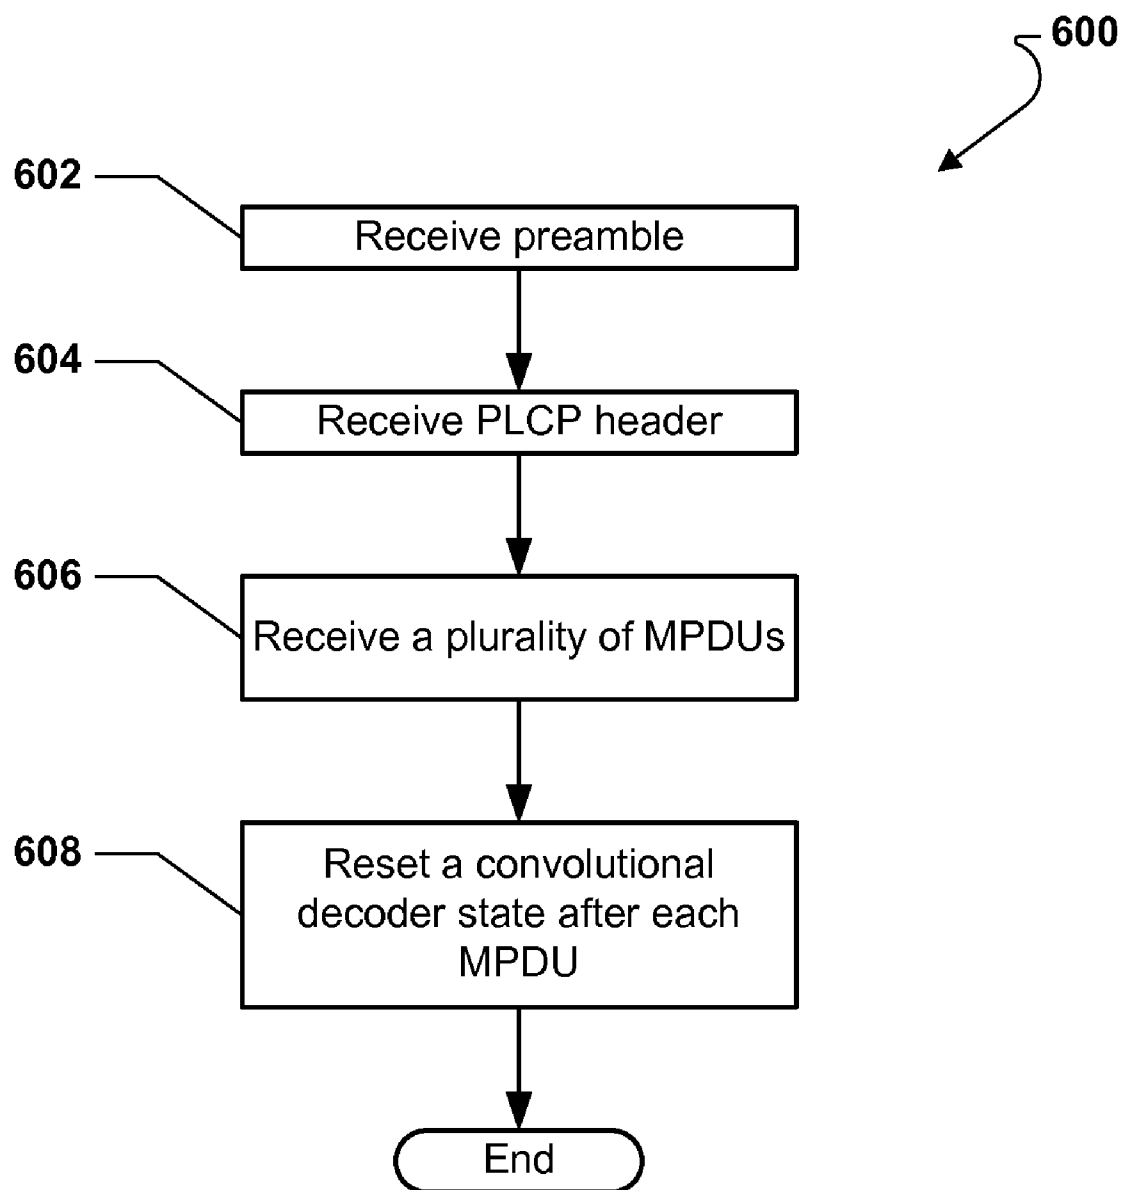 600
602
Receive preamble
604
Receive PLCP header
606
Receive a plurality of MPDUs
608
Reset a convolutional
decoder state after each
MPDU
End